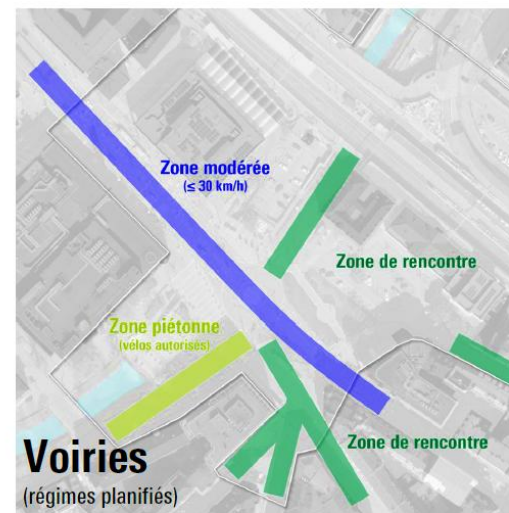 Zone modérée
(≤ 30 km/h)
Zone de rencontre
Zone piétonne
(vélos autorisés)
Zone de rencontre
Voiries
(régimes planifiés)